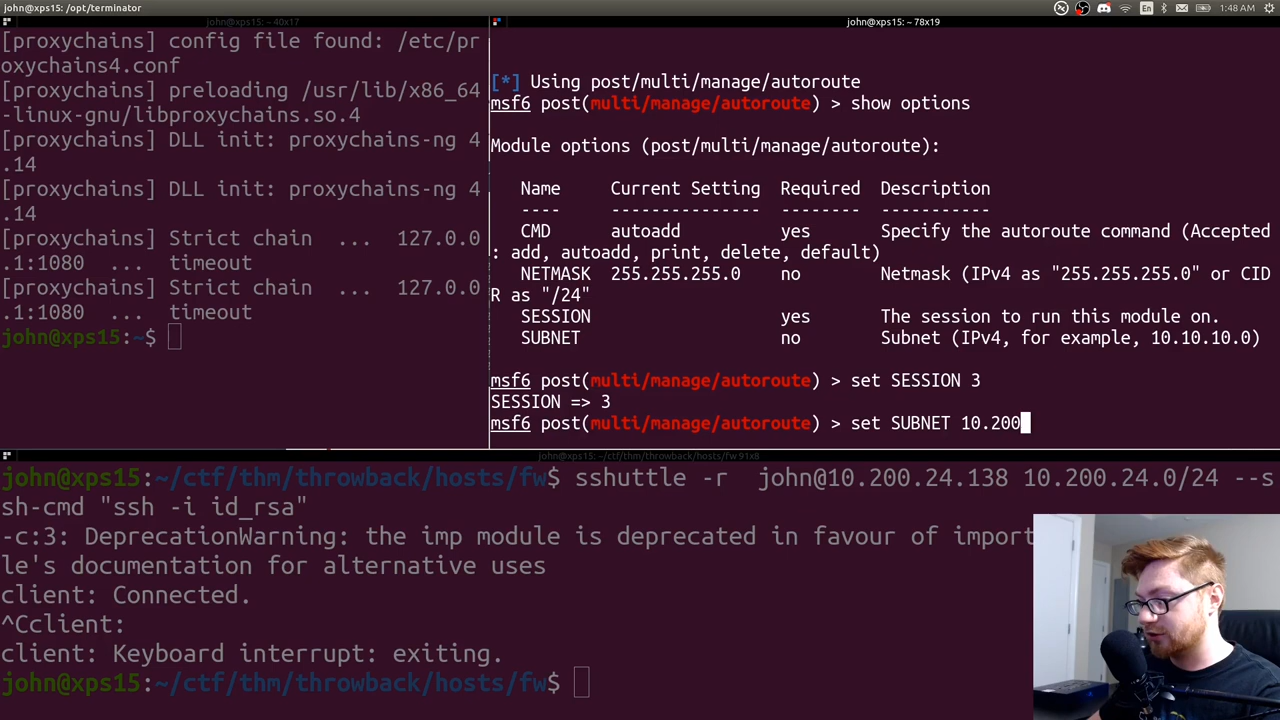 john@xps15: /opt/terminator
En
1:48 AM
john@xps15: ~ 40x17
[proxychains] config file found: /etc/pr
oxychains4.conf
[proxychains] preloading /usr/lib/x86_64
-linux-gnu/libproxychains.so.4
[proxychains] DLL init: proxychains-ng 4
.14
[proxychains] DLL init: proxychains-ng 4
.14
[proxychains] Strict chain  ...  127.0.0
.1:1080  ...  timeout
[proxychains] Strict chain  ...  127.0.0
.1:1080  ...  timeout
john@xps15:~$
john@xps15: ~ 78x19
[*] Using post/multi/manage/autoroute
msf6 post(multi/manage/autoroute) > show options
Module options (post/multi/manage/autoroute):
Name     Current Setting  Required  Description
----     ---------------  --------  -----------
CMD      autoadd          yes       Specify the autoroute command (Accepted
: add, autoadd, print, delete, default)
NETMASK  255.255.255.0    no        Netmask (IPv4 as "255.255.255.0" or CID
R as "/24"
SESSION                   yes       The session to run this module on.
SUBNET                    no        Subnet (IPv4, for example, 10.10.10.0)
msf6 post(multi/manage/autoroute) > set SESSION 3
SESSION => 3
msf6 post(multi/manage/autoroute) > set SUBNET 10.200
john@xps15: ~/ctf/thm/throwback/hosts/fw 91x8
john@xps15:~/ctf/thm/throwback/hosts/fw$ sshuttle -r  john@10.200.24.138 10.200.24.0/24 --s
sh-cmd "ssh -i id_rsa"
-c:3: DeprecationWarning: the imp module is deprecated in favour of import
le's documentation for alternative uses
client: Connected.
^Cclient:
client: Keyboard interrupt: exiting.
john@xps15:~/ctf/thm/throwback/hosts/fw$